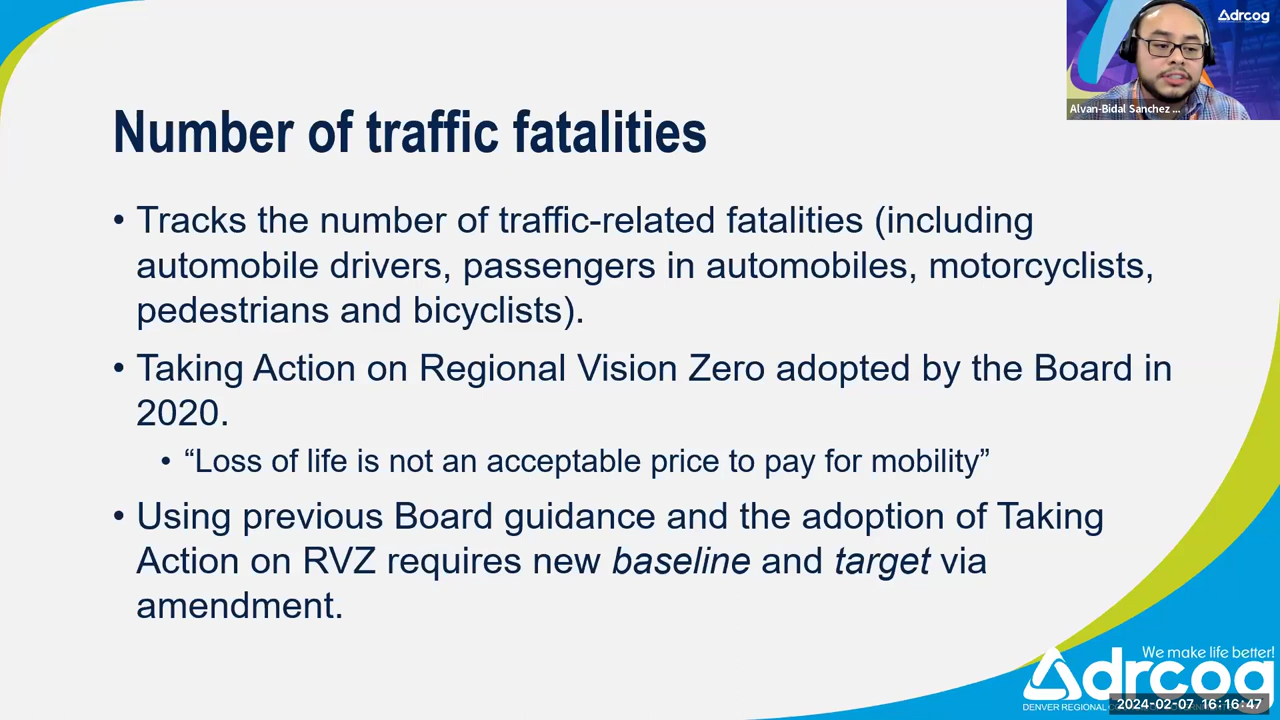 drcog
Alvan-Bidal Sanchez ...
Number of traffic fatalities
• Tracks the number of traffic-related fatalities (including
automobile drivers, passengers in automobiles, motorcyclists,
pedestrians and bicyclists).
• Taking Action on Regional Vision Zero adopted by the Board in
2020.
• “Loss of life is not an acceptable price to pay for mobility”
• Using previous Board guidance and the adoption of Taking
Action on RVZ requires new baseline and target via
amendment.
We make life better!
drcog
DENVER REGIONAL
2024-02-07 16:16:47